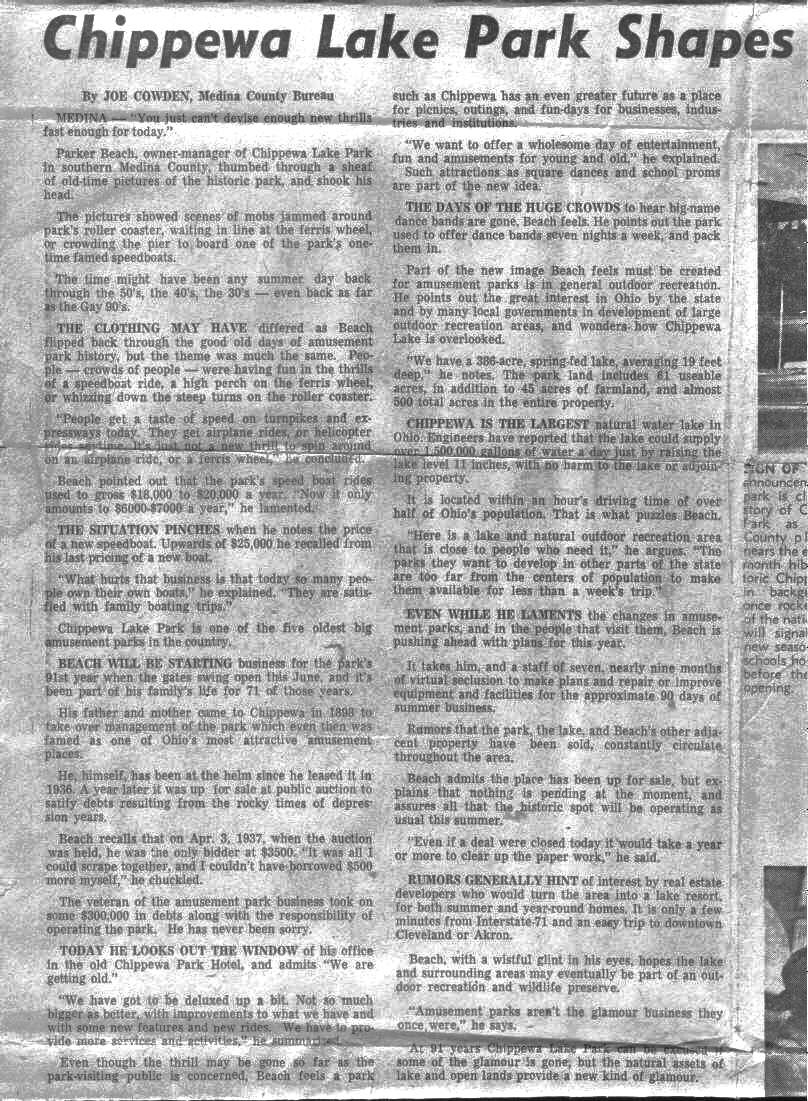 Chippewa Lake Park Shapes
By JOE COWDEN, Medina County Bureau
MEDINA — "You just can't devise enough new thrills
fast enough for today."
Parker Beach, owner-manager of Chippewa Lake Park
in southern Medina County, thumbed through a sheaf
of old-time pictures of the historic park, and shook his
head.
The pictures showed scenes of mobs jammed around
park's roller coaster, waiting in line at the ferris wheel,
or crowding the pier to board one of the park's one-
time famed speedboats.
The time might have been any summer day back
through the 50's, the 40's, the 30's — even back as far
as the Gay 90's.
THE CLOTHING MAY HAVE differed as Beach
flipped back through the good old days of amusement
park history, but the theme was much the same. Peo-
ple — crowds of people — were having fun in the thrills
of a speedboat ride, a high perch on the ferris wheel,
or whizzing down the steep turns on the roller coaster.
"People get a taste of speed on turnpikes and ex-
pressways today. They get airplane rides, or helicopter
It's just not a new thrill to spin around
on an airplane ride, or a ferris wheel," he concluded.
Beach pointed out that the park's speed boat rides
used to gross $18,000 to $20,000 a year. "Now it only
amounts to $6000-$7000 a year," he lamented.
THE SITUATION PINCHES when he notes the price
of a new speedboat. Upwards of $25,000 he recalled from
his last pricing of a new boat.
"What hurts that business is that today so many peo-
ple own their own boats," he explained. "They are satis-
fied with family boating trips."
Chippewa Lake Park is one of the five oldest big
amusement parks in the country.
BEACH WILL BE STARTING business for the park's
91st year when the gates swing open this June, and it's
been part of his family's life for 71 of those years.
His father and mother came to Chippewa in 1898 to
take over management of the park which even then was
famed as one of Ohio's most attractive amusement
places.
He, himself, has been at the helm since he leased it in
1936. A year later it was up for sale at public auction to
satify debts resulting from the rocky times of depres-
sion years.
Beach recalls that on Apr. 3, 1937, when the auction
was held, he was the only bidder at $3500. "It was all I
could scrape together, and I couldn't have borrowed $500
more myself," he chuckled.
The veteran of the amusement park business took on
some $300,000 in debts along with the responsibility of
operating the park. He has never been sorry.
TODAY HE LOOKS OUT THE WINDOW of his office
in the old Chippewa Park Hotel, and admits "We are
getting old."
"We have got to be deluxed up a bit. Not so much
bigger as better, with improvements to what we have and
with some new features and new rides. We have to pro-
vide more services and activities," he summarized.
Even though the thrill may be gone so far as the
park-visiting public is concerned, Beach feels a park
such as Chippewa has an even greater future as a place
for picnics, outings, and fun-days for businesses, indus-
tries and institutions.
"We want to offer a wholesome day of entertainment,
fun and amusements for young and old," he explained.
Such attractions as square dances and school proms
are part of the new idea.
THE DAYS OF THE HUGE CROWDS to hear big-name
dance bands are gone, Beach feels. He points out the park
used to offer dance bands seven nights a week, and pack
them in.
Part of the new image Beach feels must be created
for amusement parks is in general outdoor recreation.
He points out the great interest in Ohio by the state
and by many local governments in development of large
outdoor recreation areas, and wonders how Chippewa
Lake is overlooked.
"We have a 386-acre, spring-fed lake, averaging 19 feet
deep," he notes. The park land includes 61 useable
acres, in addition to 45 acres of farmland, and almost
500 total acres in the entire property.
CHIPPEWA IS THE LARGEST natural water lake in
Ohio. Engineers have reported that the lake could supply
over 1,500,000 gallons of water a day just by raising the
lake level 11 inches, with no harm to the lake or adjoin-
ing property.
It is located within an hour's driving time of over
half of Ohio's population. That is what puzzles Beach.
"Here is a lake and natural outdoor recreation area
that is close to people who need it," he argues. "The
parks they want to develop in other parts of the state
are too far from the centers of population to make
them available for less than a week's trip."
EVEN WHILE HE LAMENTS the changes in amuse-
ment parks, and in the people that visit them, Beach is
pushing ahead with plans for this year.
It takes him, and a staff of seven, nearly nine months
of virtual seclusion to make plans and repair or improve
equipment and facilities for the approximate 90 days of
summer business.
Rumors that the park, the lake, and Beach's other adja-
cent property have been sold, constantly circulate
throughout the area.
Beach admits the place has been up for sale, but ex-
plains that nothing is pending at the moment, and
assures all that the historic spot will be operating as
usual this summer.
"Even if a deal were closed today it would take a year
or more to clear up the paper work," he said.
RUMORS GENERALLY HINT of interest by real estate
developers who would turn the area into a lake resort,
for both summer and year-round homes. It is only a few
minutes from Interstate-71 and an easy trip to downtown
Cleveland or Akron.
Beach, with a wistful glint in his eyes, hopes the lake
and surrounding areas may eventually be part of an out-
door recreation and wildlife preserve.
"Amusement parks aren't the glamour business they
once were," he says.
At 91 years Chippewa Lake Park
some of the glamour is gone, but the natural assets of
lake and open lands provide a new kind of glamour.
SIGN OF
announcem
park is cl
story of C
Park as
County pl
nears the e
month hib
toric Chipp
in backg
once rock
of the nati
will signa
new seaso
schools ho
before the
opening.